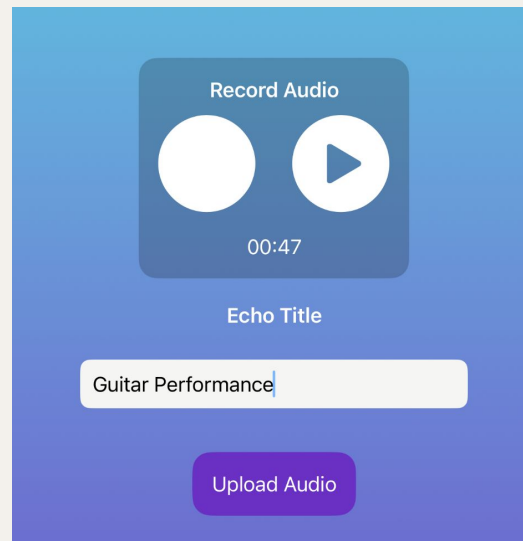 Record Audio
00:47
Echo Title
Guitar Performance
Upload Audio